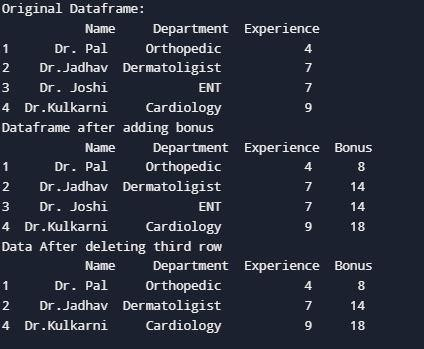 Original Dataframe:
Name Department Experience
1 Dr. Pal Orthopedic 4
2 Dr.Jadhav Dermatoligist 7
3 Dr. Joshi ENT 7
4 Dr.Kulkarni Cardiology 9
Dataframe after adding bonus
Name Department Experience Bonus
1 Dr. Pal Orthopedic 4 8
2 Dr.Jadhav Dermatoligist 7 14
3 Dr. Joshi ENT 7 14
4 Dr.Kulkarni Cardiology 9 18
Data After deleting third row
Name Department Experience Bonus
1 Dr. Pal Orthopedic 4 8
2 Dr.Jadhav Dermatoligist 7 14
4 Dr.Kulkarni Cardiology 9 18